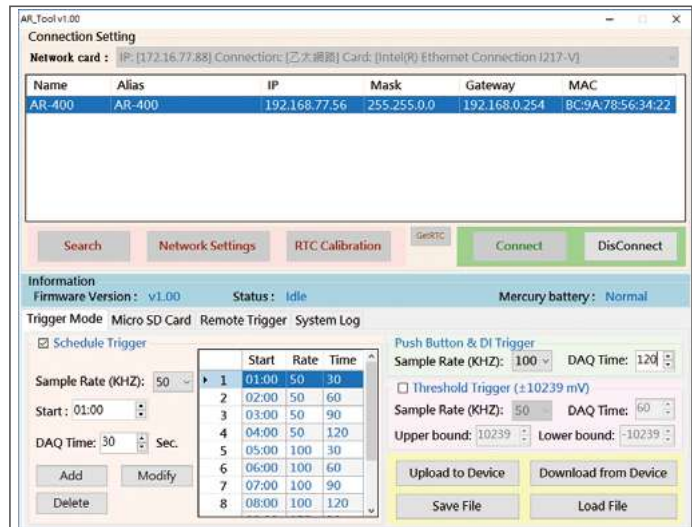 AR_Tool v1.00
Connection Setting
Network card : IP: [172.16.77.88] Connection: [乙太網路] Card: [Intel(R) Ethernet Connection I217-V]
Name Alias IP Mask Gateway MAC
AR-400 AR-400 192.168.77.56 255.255.0.0 192.168.0.254 BC:9A:78:56:34:22
Search Network Settings RTC Calibration GetRTC Connect DisConnect
Information
Firmware Version : v1.00 Status : Idle Mercury battery : Normal
Trigger Mode Micro SD Card Remote Trigger System Log
Schedule Trigger
Sample Rate (KHZ): 50
Start : 01:00
DAQ Time: 30 Sec.
Add Modify
Delete
Start Rate Time
1 01:00 50 30
2 02:00 50 60
3 03:00 50 90
4 04:00 50 120
5 05:00 100 30
6 06:00 100 60
7 07:00 100 90
8 08:00 100 120
Push Button & DI Trigger
Sample Rate (KHZ): 100 DAQ Time: 120
Threshold Trigger (±10239 mV)
Sample Rate (KHZ): 50 DAQ Time: 60
Upper bound: 10239 Lower bound: -10239
Upload to Device Download from Device
Save File Load File